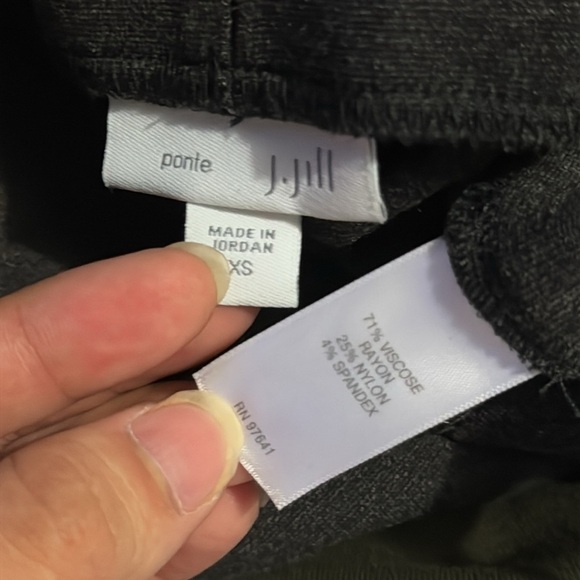 ponte J.Jill
MADE IN
JORDAN
XS
71% VISCOSE
RAYON
25% NYLON
4% SPANDEX
RN 97641